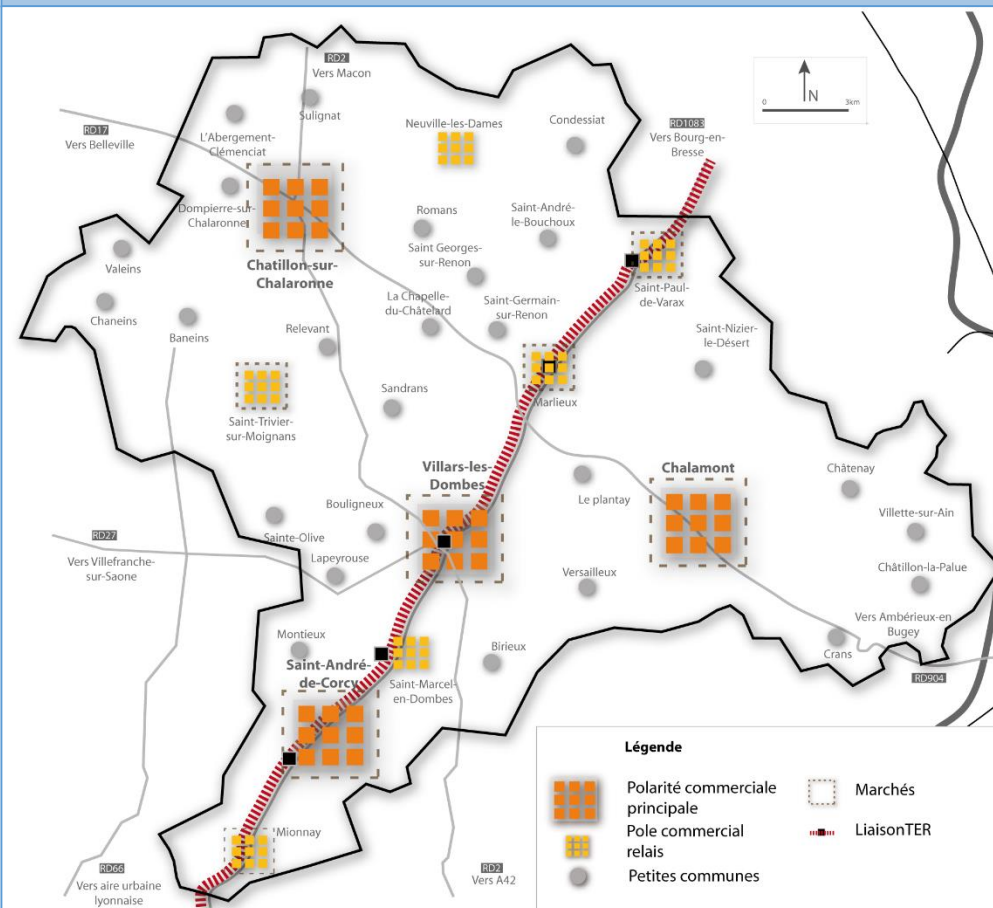 RD2
Vers Macon
Sulignat
RD17
Vers Belleville
L'Abergement-
Clémenciat
Neuville-les-Dames
Condessiat
RD1083
Vers Bourg-en-
Bresse
N
0
3km
Dompierre-sur-
Chalaronne
Chatillon-sur-
Chalaronne
Romans
Saint Georges-
sur-Renon
Saint-André-
le-Bouchoux
Saint-Paul-
de-Varax
Valeins
Chaneins
Baneins
Relevant
La Chapelle-
du-Châtelard
Saint-Germain-
sur-Renon
Saint-Nizier-
le-Désert
Marlieux
Sandrans
Saint-Trivier-
sur-Moignans
Villars-les-
Dombes
Le plantay
Chalamont
Châtenay
Villette-sur-Ain
Châtillon-la-Palue
Bouligneux
Sainte-Olive
Lapeyrouse
RD27
Vers Villefranche-
sur-Saone
Versailleux
Vers Ambérieux-en
Bugey
Crans
RD904
Montieux
Saint-André-
de-Corcy
Saint-Marcel-
en-Dombes
Birieux
Mionnay
RD66
Vers aire urbaine
lyonnaise
RD2
Vers A42
Légende
Polarité commerciale
principale
Pole commercial
relais
Petites communes
Marchés
LiaisonTER